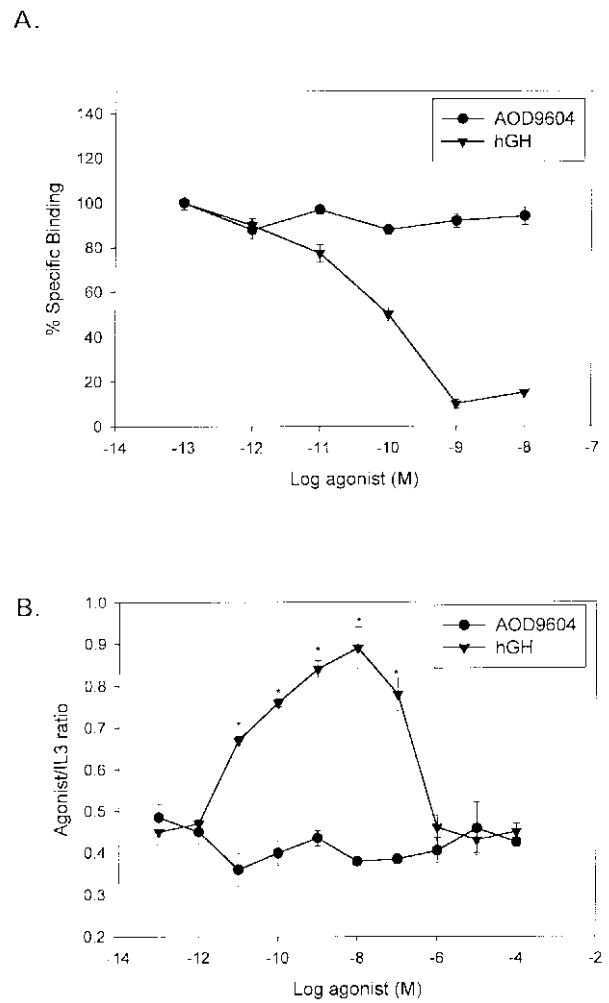 A.
140
120
100
80
60
40
20
0
% Specific Binding
AOD9604
hGH
-14 -13 -12 -11 -10 -9 -8 -7
Log agonist (M)
B.
1.0
0.9
0.8
0.7
0.6
0.5
0.4
0.3
0.2
Agonist/IL3 ratio
AOD9604
hGH
* * * * *
-14 -12 -10 -8 -6 -4 -2
Log agonist (M)